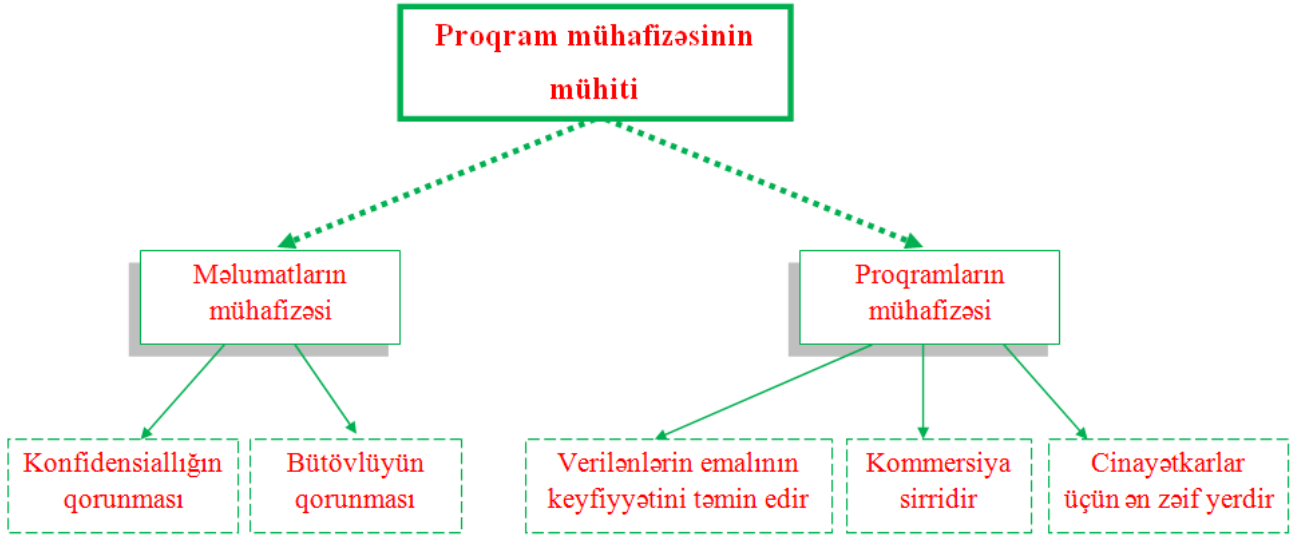 Proqram mühafizəsinin
mühiti
Məlumatların
mühafizəsi
Proqramların
mühafizəsi
Konfidensiallığın
qorunması
Bütövlüyün
qorunması
Verilənlərin emalının
keyfiyyətini təmin edir
Kommersiya
sirridir
Cinayətkarlar
üçün ən zəif yerdir